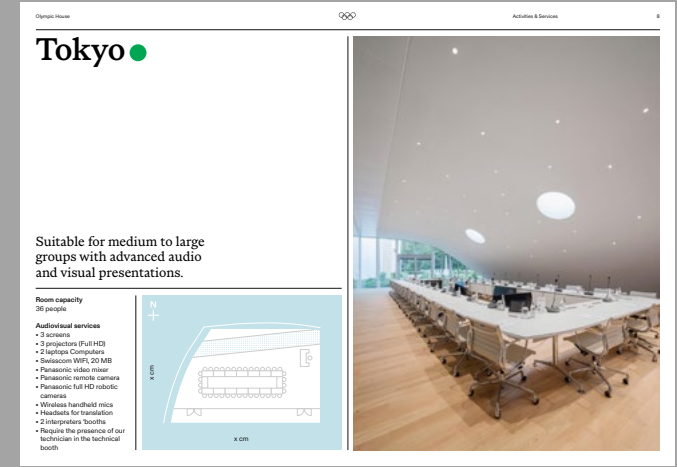 Olympic House
Activities & Services
8
Tokyo
Suitable for medium to large
groups with advanced audio
and visual presentations.
Room capacity
36 people
Audiovisual services
• 3 screens
• 3 projectors (Full HD)
• 2 laptops Computers
• Swisscom WIFI, 20 MB
• Panasonic video mixer
• Panasonic remote camera
• Panasonic full HD robotic
cameras
• Wireless handheld mics
• Headsets for translation
• 2 interpreters 'booths
• Require the presence of our
technician in the technical
booth
N
x cm
x cm